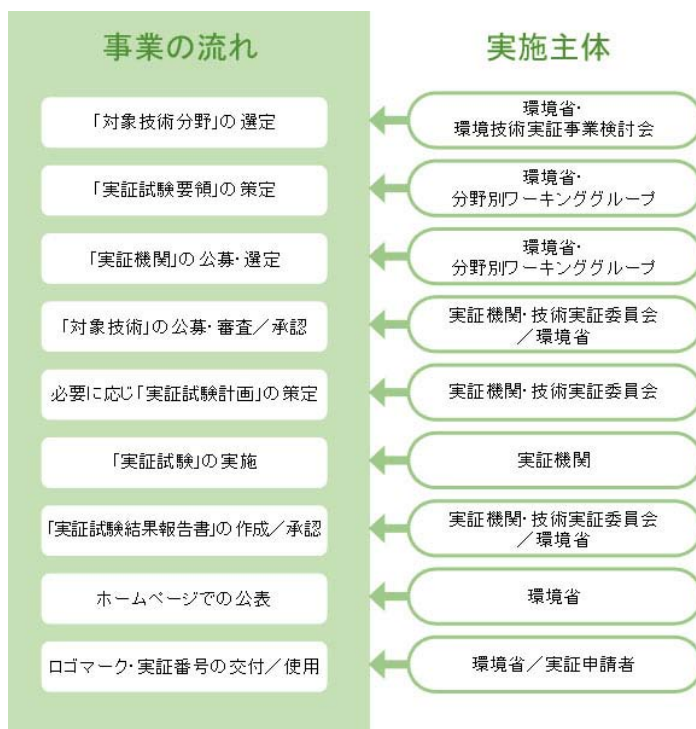 事業の流れ
実施主体
「対象技術分野」の選定
環境省・
環境技術実証事業検討会
「実証試験要領」の策定
環境省・
分野別ワーキンググループ
「実証機関」の公募・選定
環境省・
分野別ワーキンググループ
「対象技術」の公募・審査／承認
実証機関・技術実証委員会
／環境省
必要に応じ「実証試験計画」の策定
実証機関・技術実証委員会
「実証試験」の実施
実証機関
「実証試験結果報告書」の作成／承認
実証機関・技術実証委員会
／環境省
ホームページでの公表
環境省
ロゴマーク・実証番号の交付／使用
環境省／実証申請者